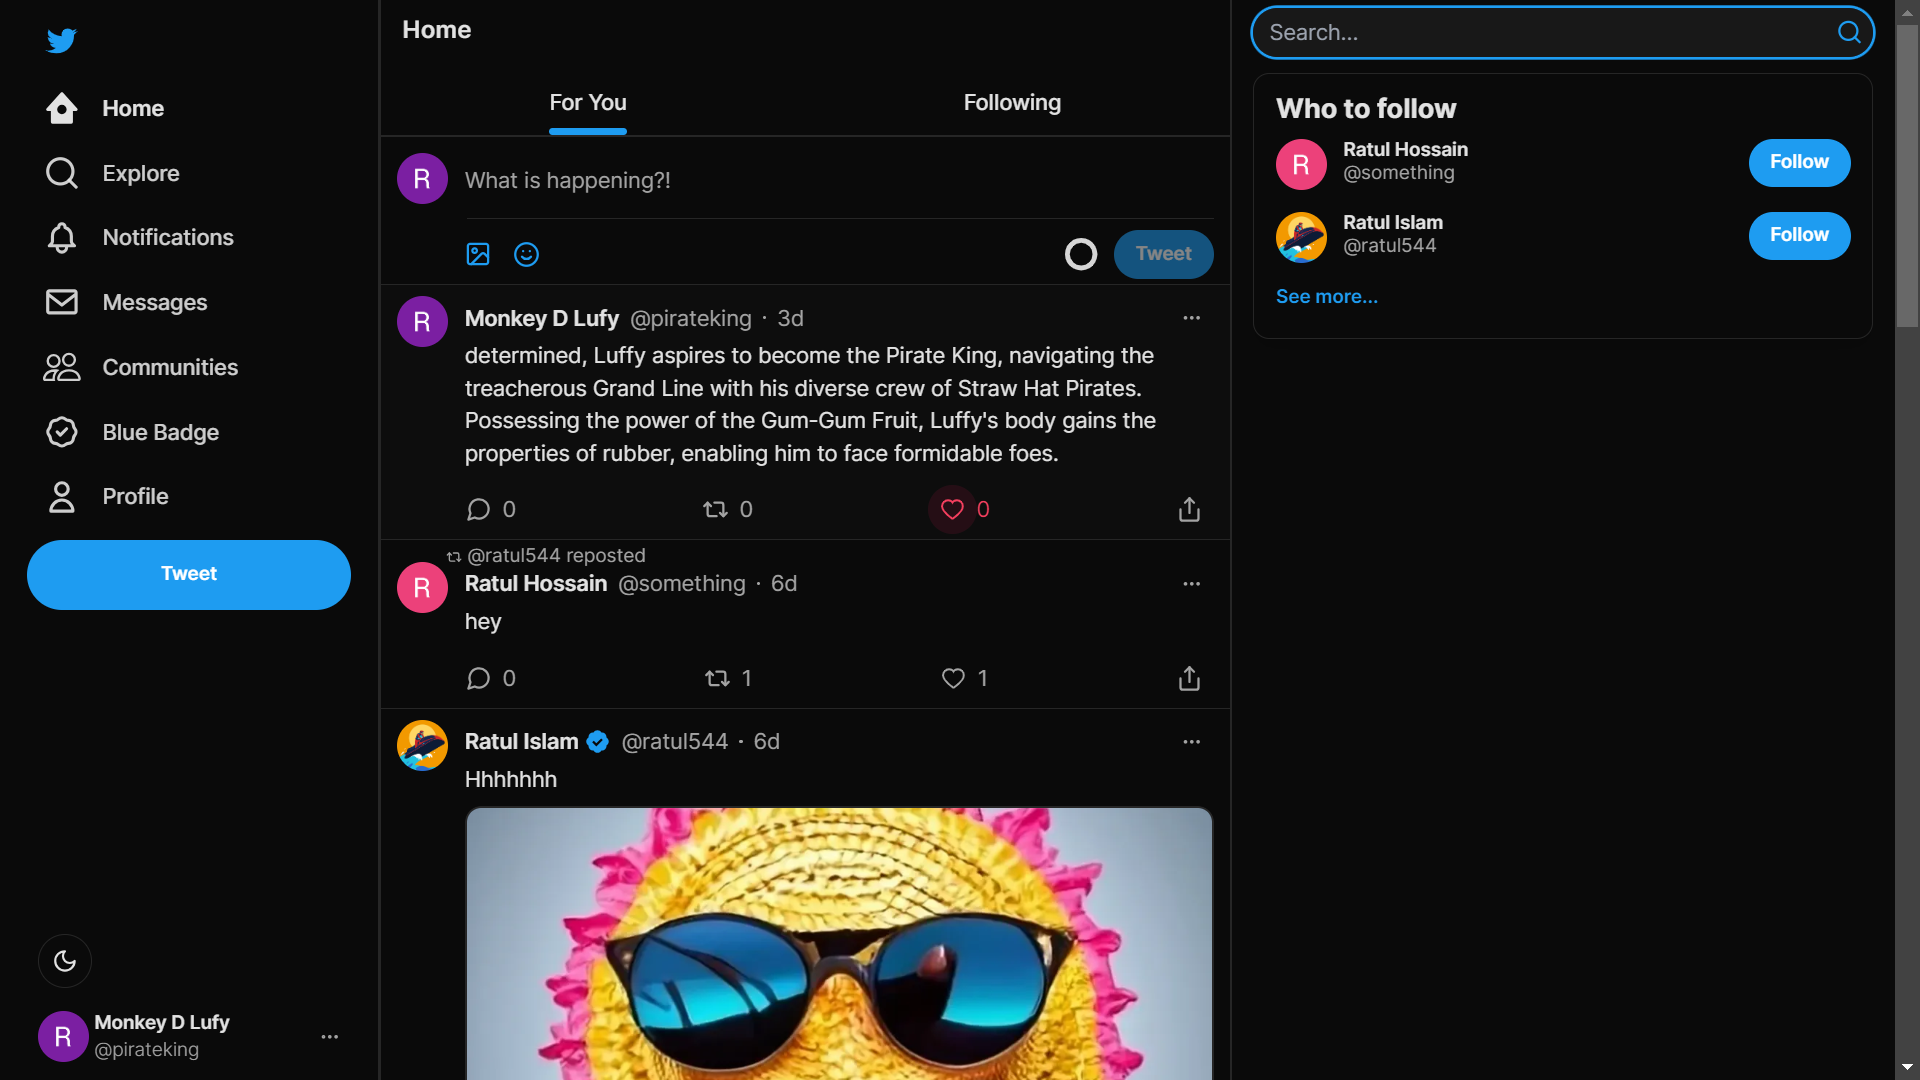 Home
Explore
Notifications
Messages
Communities
Blue Badge
Profile
Tweet
R
Monkey D Lufy
@pirateking
Home
For You
Following
R
What is happening?!
Tweet
R
Monkey D Lufy @pirateking · 3d
determined, Luffy aspires to become the Pirate King, navigating the
treacherous Grand Line with his diverse crew of Straw Hat Pirates.
Possessing the power of the Gum-Gum Fruit, Luffy's body gains the
properties of rubber, enabling him to face formidable foes.
0 0 0
@ratul544 reposted
R
Ratul Hossain @something · 6d
hey
0 1 1
Ratul Islam @ratul544 · 6d
Hhhhhhh
Search...
Who to follow
R
Ratul Hossain
@something
Follow
Ratul Islam
@ratul544
Follow
See more...